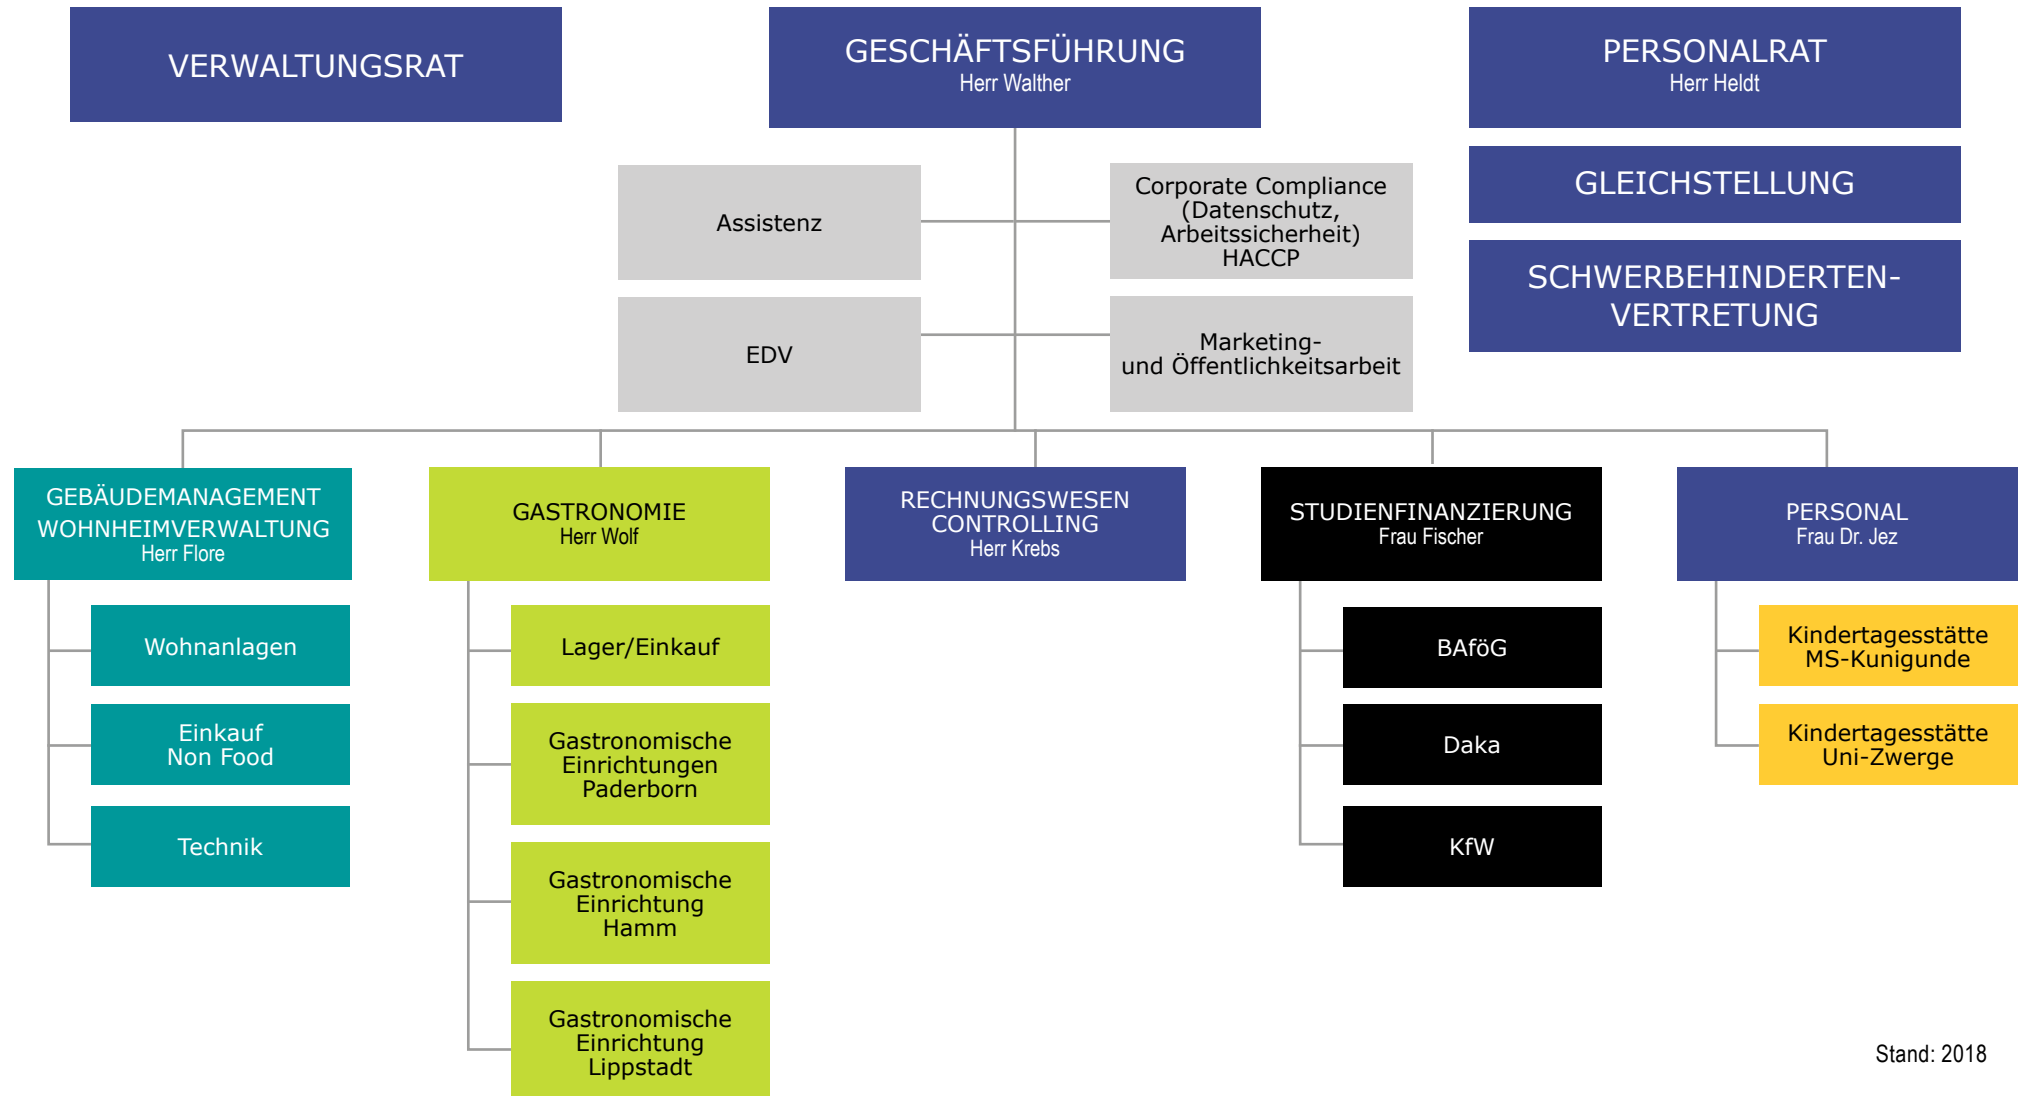 VERWALTUNGSRAT
GESCHÄFTSFÜHRUNG
Herr Walther
PERSONALRAT
Herr Heldt
GLEICHSTELLUNG
SCHWERBEHINDERTEN-
VERTRETUNG
Assistenz
Corporate Compliance
(Datenschutz,
Arbeitssicherheit)
HACCP
EDV
Marketing-
und Öffentlichkeitsarbeit
GEBÄUDEMANAGEMENT
WOHNHEIMVERWALTUNG
Herr Flore
Wohnanlagen
Einkauf
Non Food
Technik
GASTRONOMIE
Herr Wolf
Lager/Einkauf
Gastronomische
Einrichtungen
Paderborn
Gastronomische
Einrichtung
Hamm
Gastronomische
Einrichtung
Lippstadt
RECHNUNGSWESEN
CONTROLLING
Herr Krebs
STUDIENFINANZIERUNG
Frau Fischer
BAföG
Daka
KfW
PERSONAL
Frau Dr. Jez
Kindertagesstätte
MS-Kunigunde
Kindertagesstätte
Uni-Zwerge
Stand: 2018